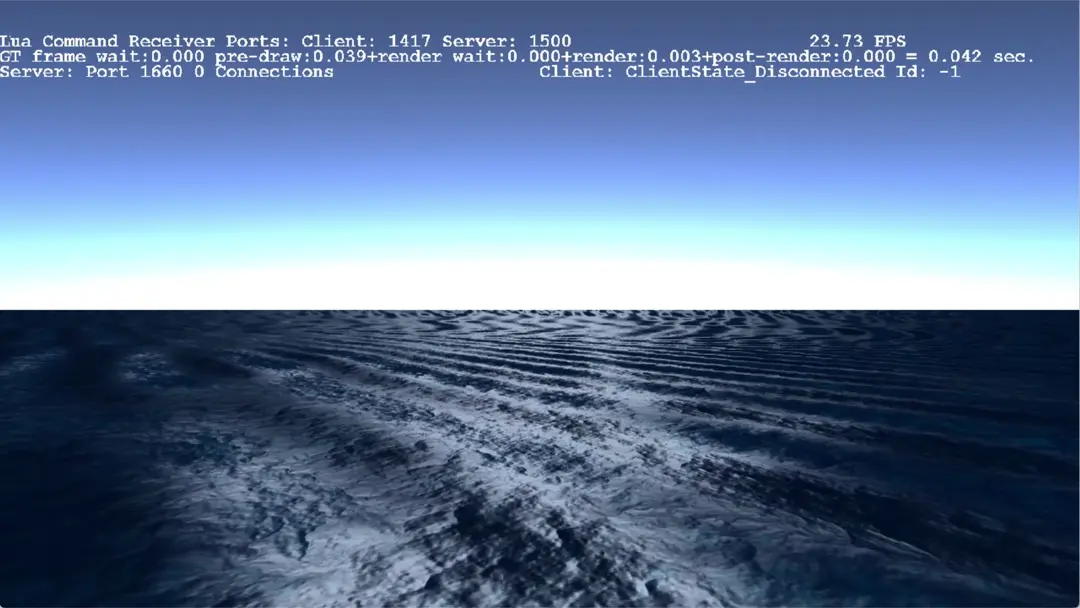 Lua Command Receiver Ports: Client: 1417 Server: 1500 23.73 FPS
GT frame wait:0.000 pre-draw:0.039+render wait:0.000+render:0.003+post-render:0.000 = 0.042 sec.
Server: Port 1660 0 Connections Client: ClientState_Disconnected Id: -1